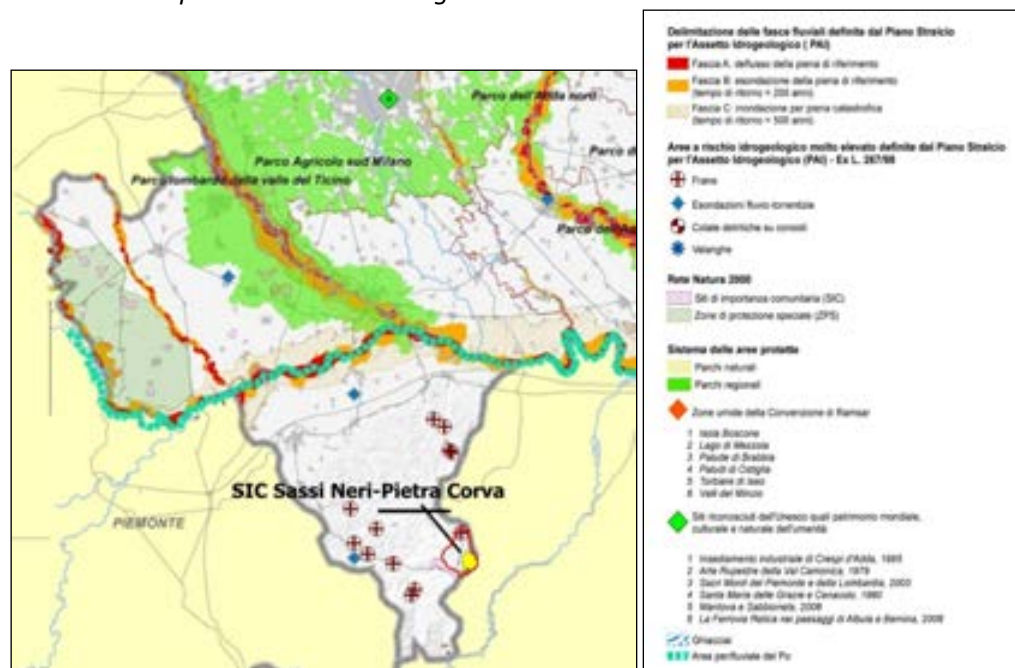 Parco dell'Adda nord
Parco Agricolo sud Milano
Parco lombardo della valle del Ticino
SIC Sassi Neri-Pietra Corva
PIEMONTE
Delimitazione delle fasce fluviali definite dal Piano Stralcio
per l'Assetto Idrogeologico ( PAI)
Fascia A: deflusso della piena di riferimento
Fascia B: esondazione della piena di riferimento
(tempo di ritorno = 200 anni)
Fascia C: inondazione per piena catastrofica
(tempo di ritorno = 500 anni)
Aree a rischio idrogeologico molto elevato definite dal Piano Stralcio
per l'Assetto Idrogeologico (PAI) - Ex L. 267/98
Frane
Esondazioni fluvio-torrentizie
Colate detritiche su conoidi
Valanghe
Rete Natura 2000
Siti di importanza comunitaria (SIC)
Zone di protezione speciale (ZPS)
Sistema delle aree protette
Parchi naturali
Parchi regionali
Zone umide della Convenzione di Ramsar
1 Isola Boscone
2 Lago di Mezzola
3 Palude di Brabbia
4 Paludi di Ostiglia
5 Torbiere di Iseo
6 Valli del Mincio
Siti riconosciuti dall'Unesco quali patrimonio mondiale,
culturale e naturale dell'umanità
1 Insediamento industriale di Crespi d'Adda, 1995
2 Arte Rupestre della Val Camonica, 1979
3 Sacri Monti del Piemonte e della Lombardia, 2003
4 Santa Maria delle Grazie e Cenacolo, 1980
5 Mantova e Sabbioneta, 2008
6 La Ferrovia Retica nei paesaggi di Albula e Bernina, 2008
Ghiacciai
Area perifluviale del Po